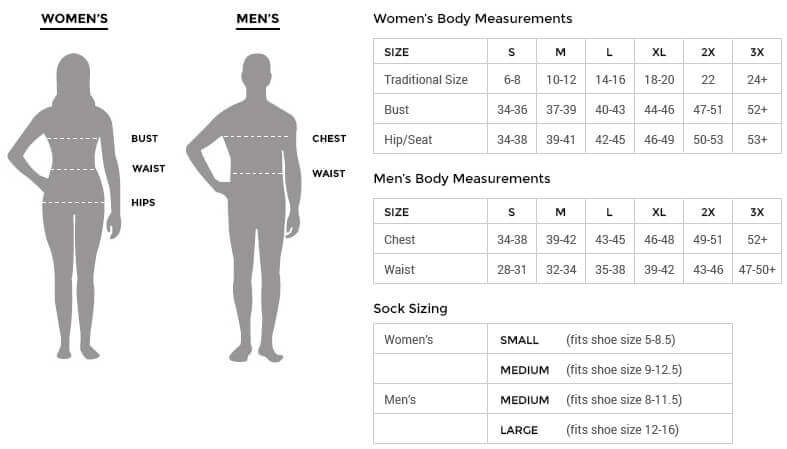 WOMEN'S
MEN'S
BUST
WAIST
HIPS
CHEST
WAIST
Women's Body Measurements
SIZE S M L XL 2X 3X
Traditional Size 6-8 10-12 14-16 18-20 22 24+
Bust 34-36 37-39 40-43 44-46 47-51 52+
Hip/Seat 34-38 39-41 42-45 46-49 50-53 53+
Men's Body Measurements
SIZE S M L XL 2X 3X
Chest 34-38 39-42 43-45 46-48 49-51 52+
Waist 28-31 32-34 35-38 39-42 43-46 47-50+
Sock Sizing
Women's SMALL (fits shoe size 5-8.5)
MEDIUM (fits shoe size 9-12.5)
Men's MEDIUM (fits shoe size 8-11.5)
LARGE (fits shoe size 12-16)